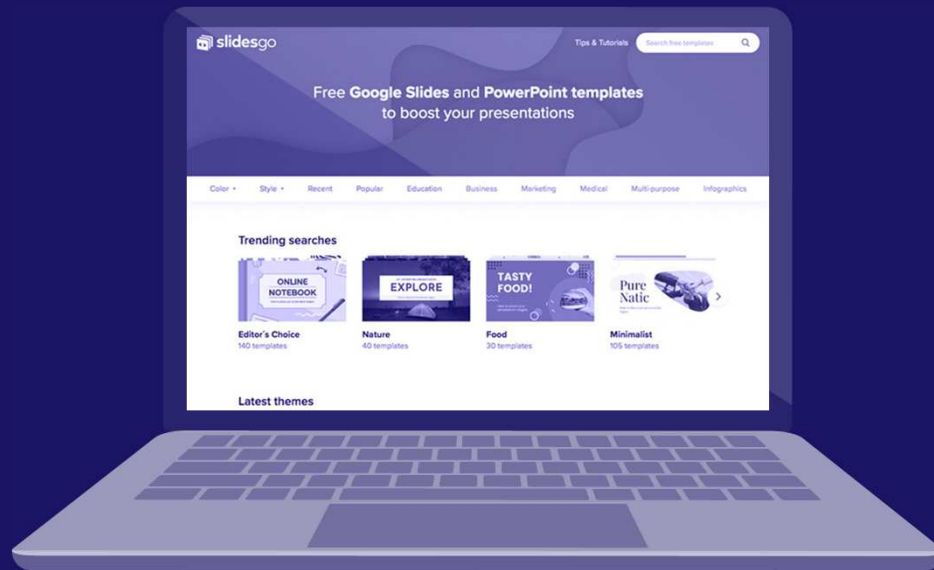 slidesgo
Tips & Tutorials
Search free templates
Free Google Slides and PowerPoint templates
to boost your presentations
Color
Style
Recent
Popular
Education
Business
Marketing
Medical
Multi-purpose
Infographics
Trending searches
ONLINE
NOTEBOOK
EXPLORE
TASTY
FOOD!
Pure
Natic
Editor´s Choice
Nature
Food
Minimalist
140 templates
40 templates
30 templates
105 templates
Latest themes